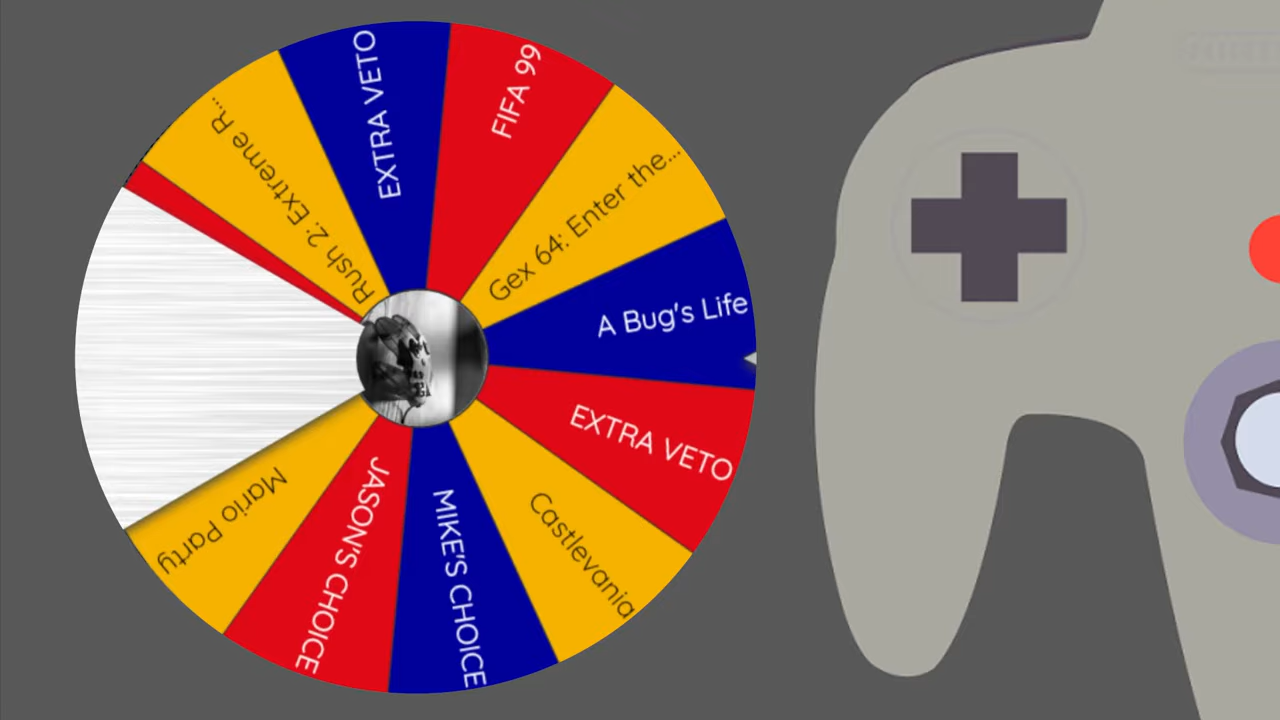 EXTRA VETO
FIFA 99
Gex 64: Enter the...
A Bug's Life
EXTRA VETO
Castlevania
MIKE'S CHOICE
JASON'S CHOICE
Mario Party
Rush 2: Extreme R...